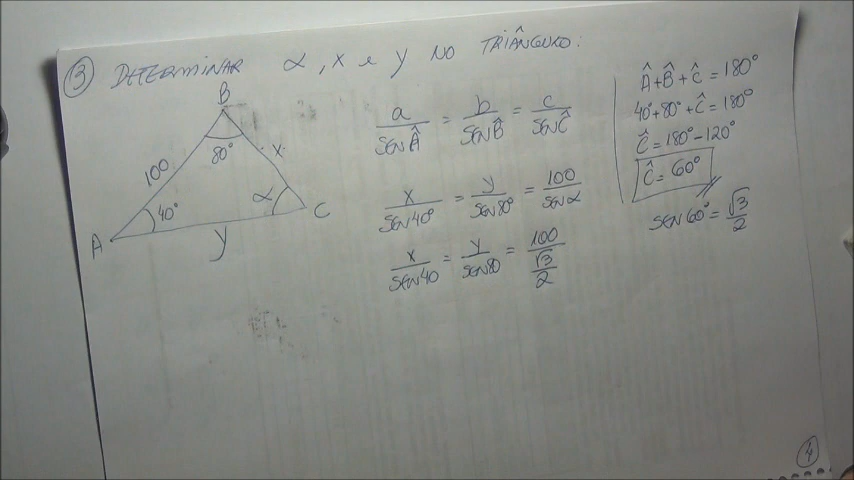 ③ DETERMINAR α, x e y NO TRIÂNGULO:
B
80°
x
100
40°
α
A
C
y
a/SEN Â = b/SEN B̂ = c/SEN Ĉ
x/SEN 40° = y/SEN 80° = 100/SEN α
x/SEN 40 = y/SEN 80 = 100/(√3/2)
Â + B̂ + Ĉ = 180°
40° + 80° + Ĉ = 180°
Ĉ = 180° - 120°
Ĉ = 60°
SEN 60° = √3/2
4